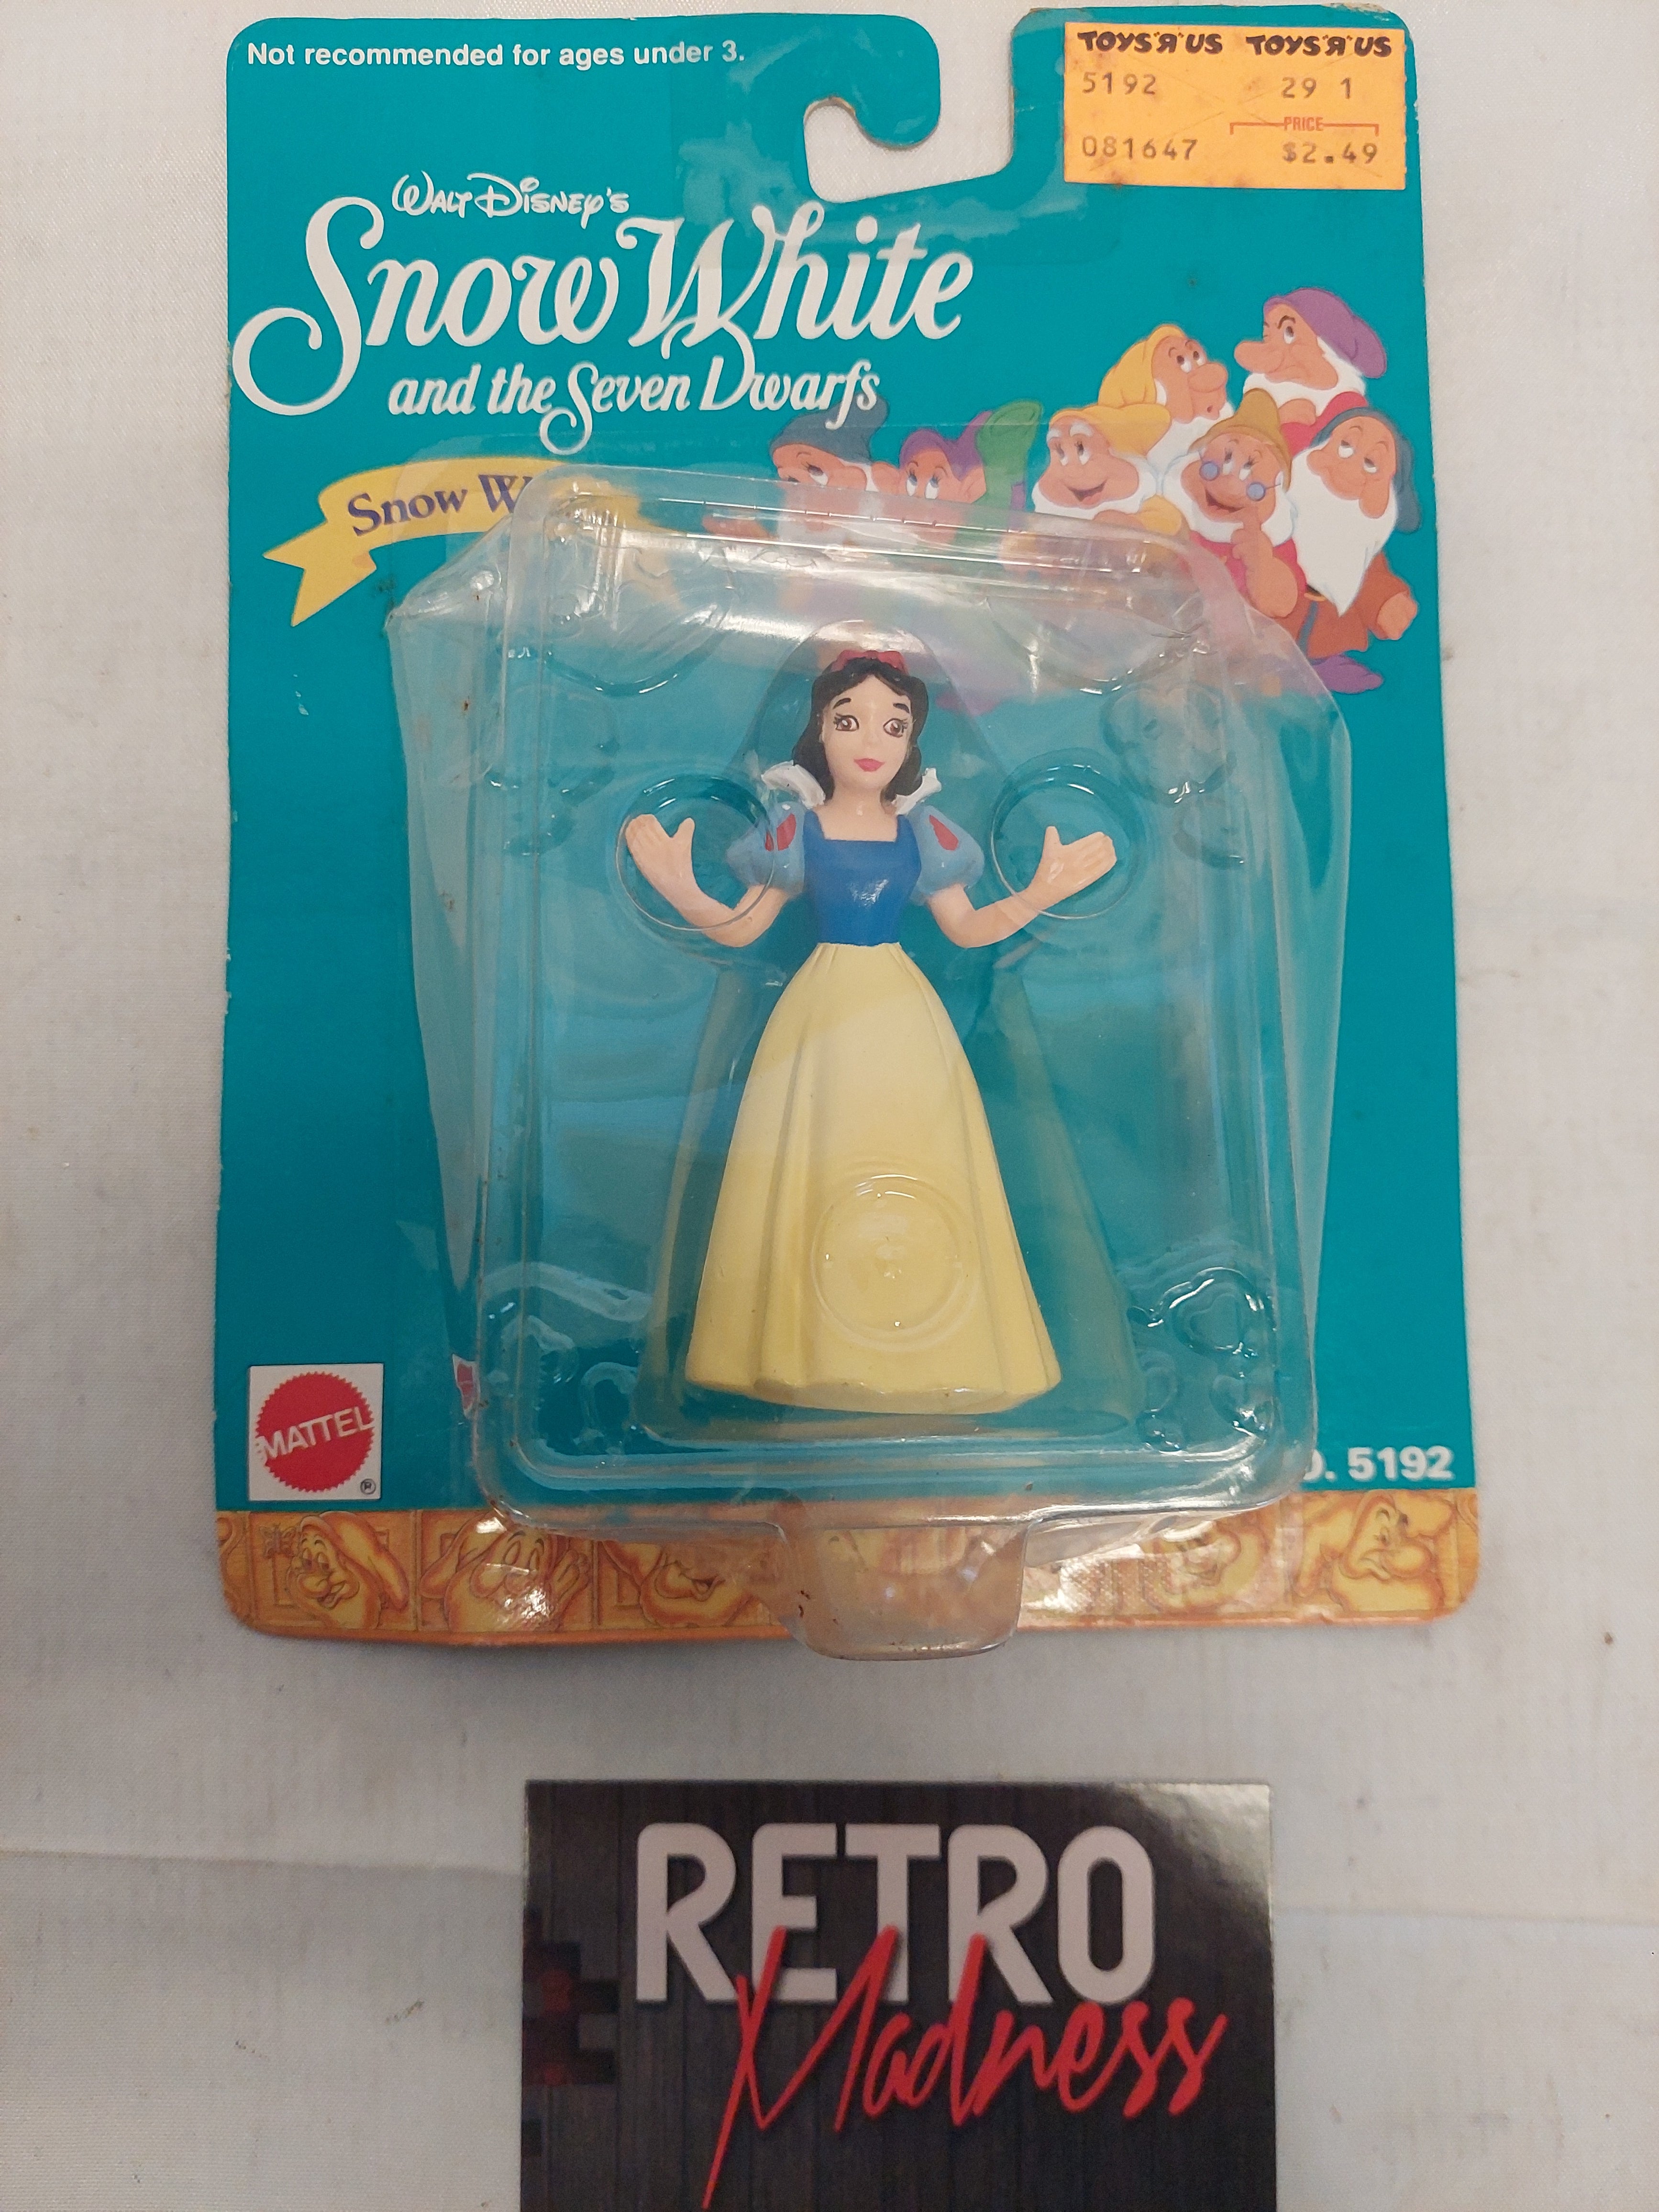 Not recommended for ages under 3.
TOYS"R"US TOYS"R"US
5192 29 1
PRICE
081647 $2.49
WALT DISNEY'S
Snow White
and the Seven Dwarfs
Snow W
MATTEL
®
. 5192
RETRO
Madness